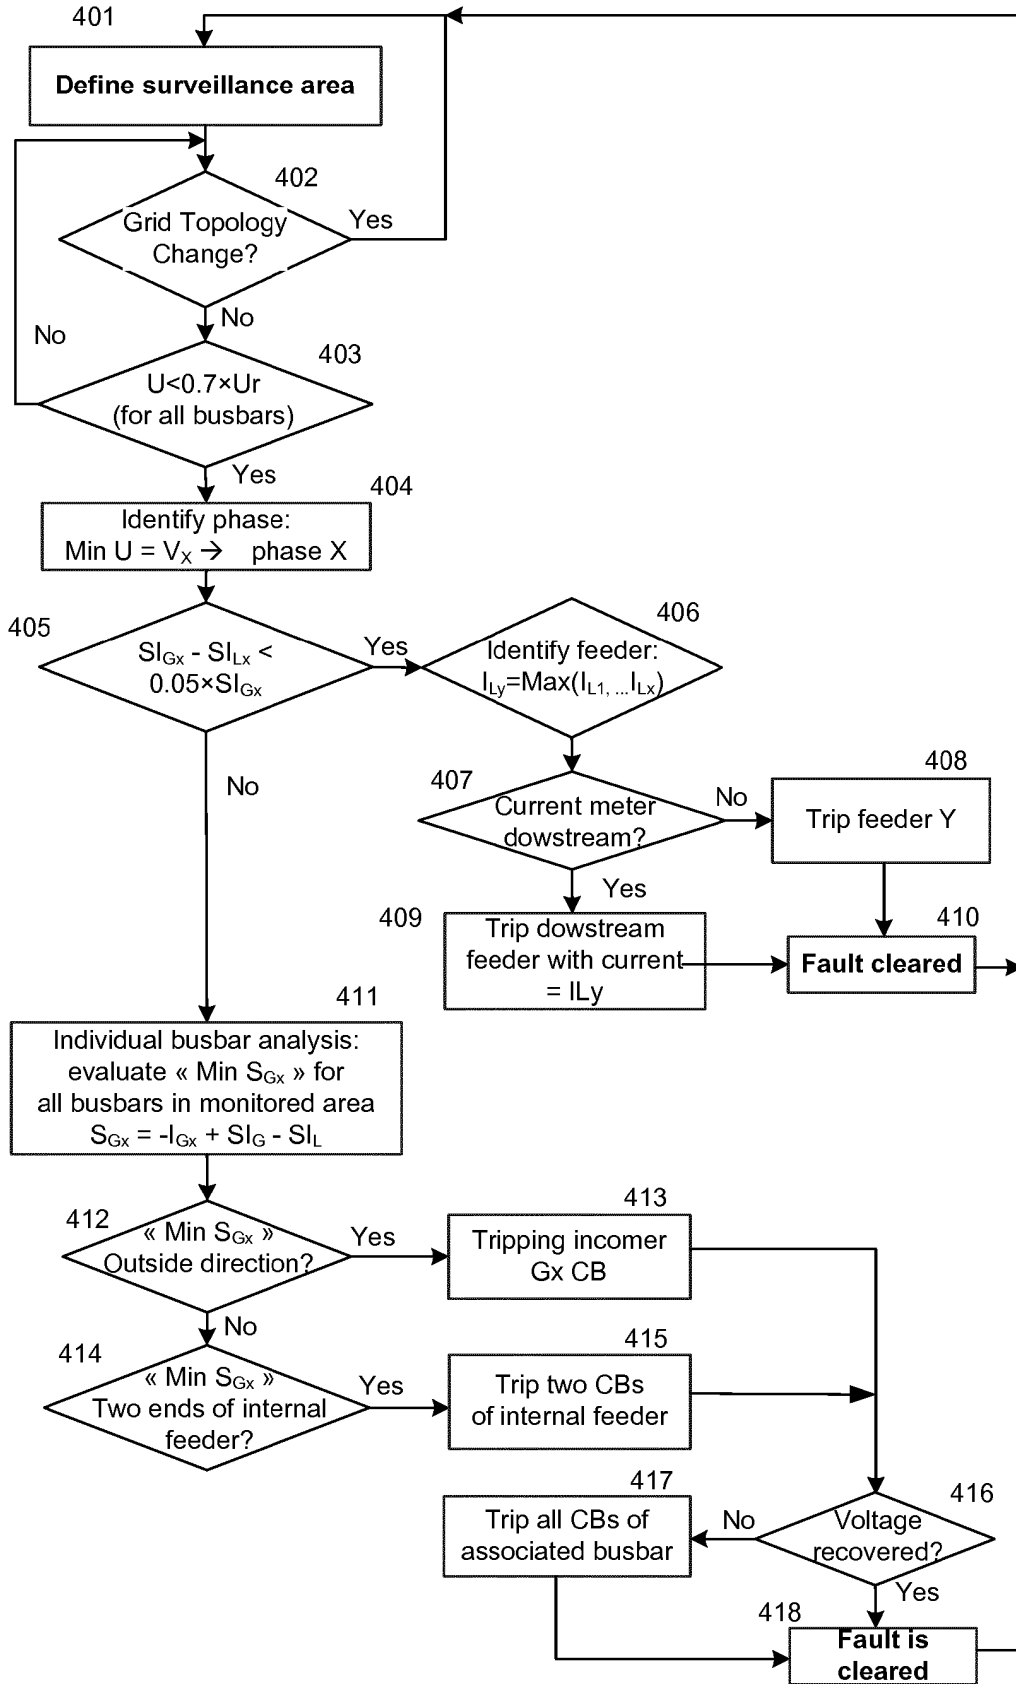 401
Define surveillance area
402
Grid Topology
Change?
Yes
No
No
403
U<0.7×Ur
(for all busbars)
Yes
404
Identify phase:
Min U = VX → phase X
405
SIGx - SILx <
0.05×SIGx
Yes
No
406
Identify feeder:
ILy=Max(IL1, ...ILx)
407
Current meter
dowstream?
No
408
Trip feeder Y
Yes
409
Trip dowstream
feeder with current
= ILy
410
Fault cleared
411
Individual busbar analysis:
evaluate « Min SGx » for
all busbars in monitored area
SGx = -IGx + SIG - SIL
412
« Min SGx »
Outside direction?
Yes
413
Tripping incomer
Gx CB
No
414
« Min SGx »
Two ends of internal
feeder?
Yes
415
Trip two CBs
of internal feeder
416
Voltage
recovered?
No
417
Trip all CBs of
associated busbar
Yes
418
Fault is
cleared